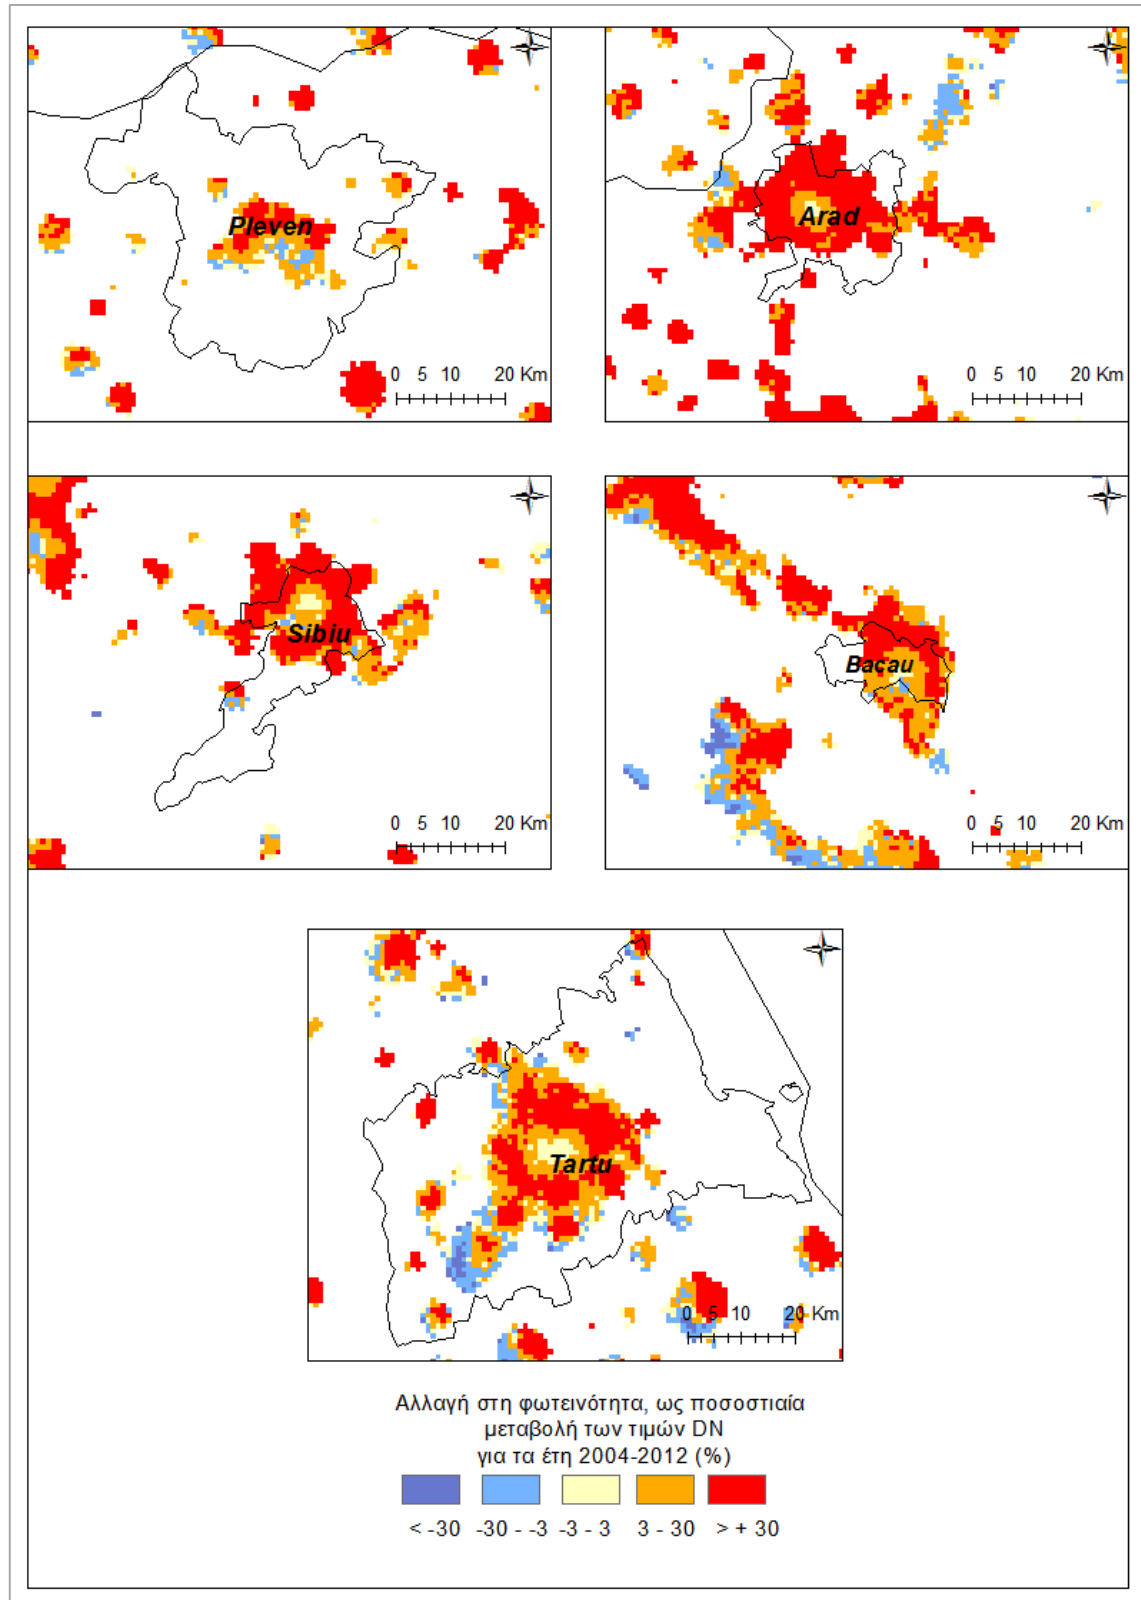 Pleven
0 5 10 20 Km
Arad
0 5 10 20 Km
Sibiu
0 5 10 20 Km
Bacau
0 5 10 20 Km
Tartu
0 5 10 20 Km
Αλλαγή στη φωτεινότητα, ως ποσοστιαία
μεταβολή των τιμών DN
για τα έτη 2004-2012 (%)
< -30 -30 - -3 -3 - 3 3 - 30 > + 30